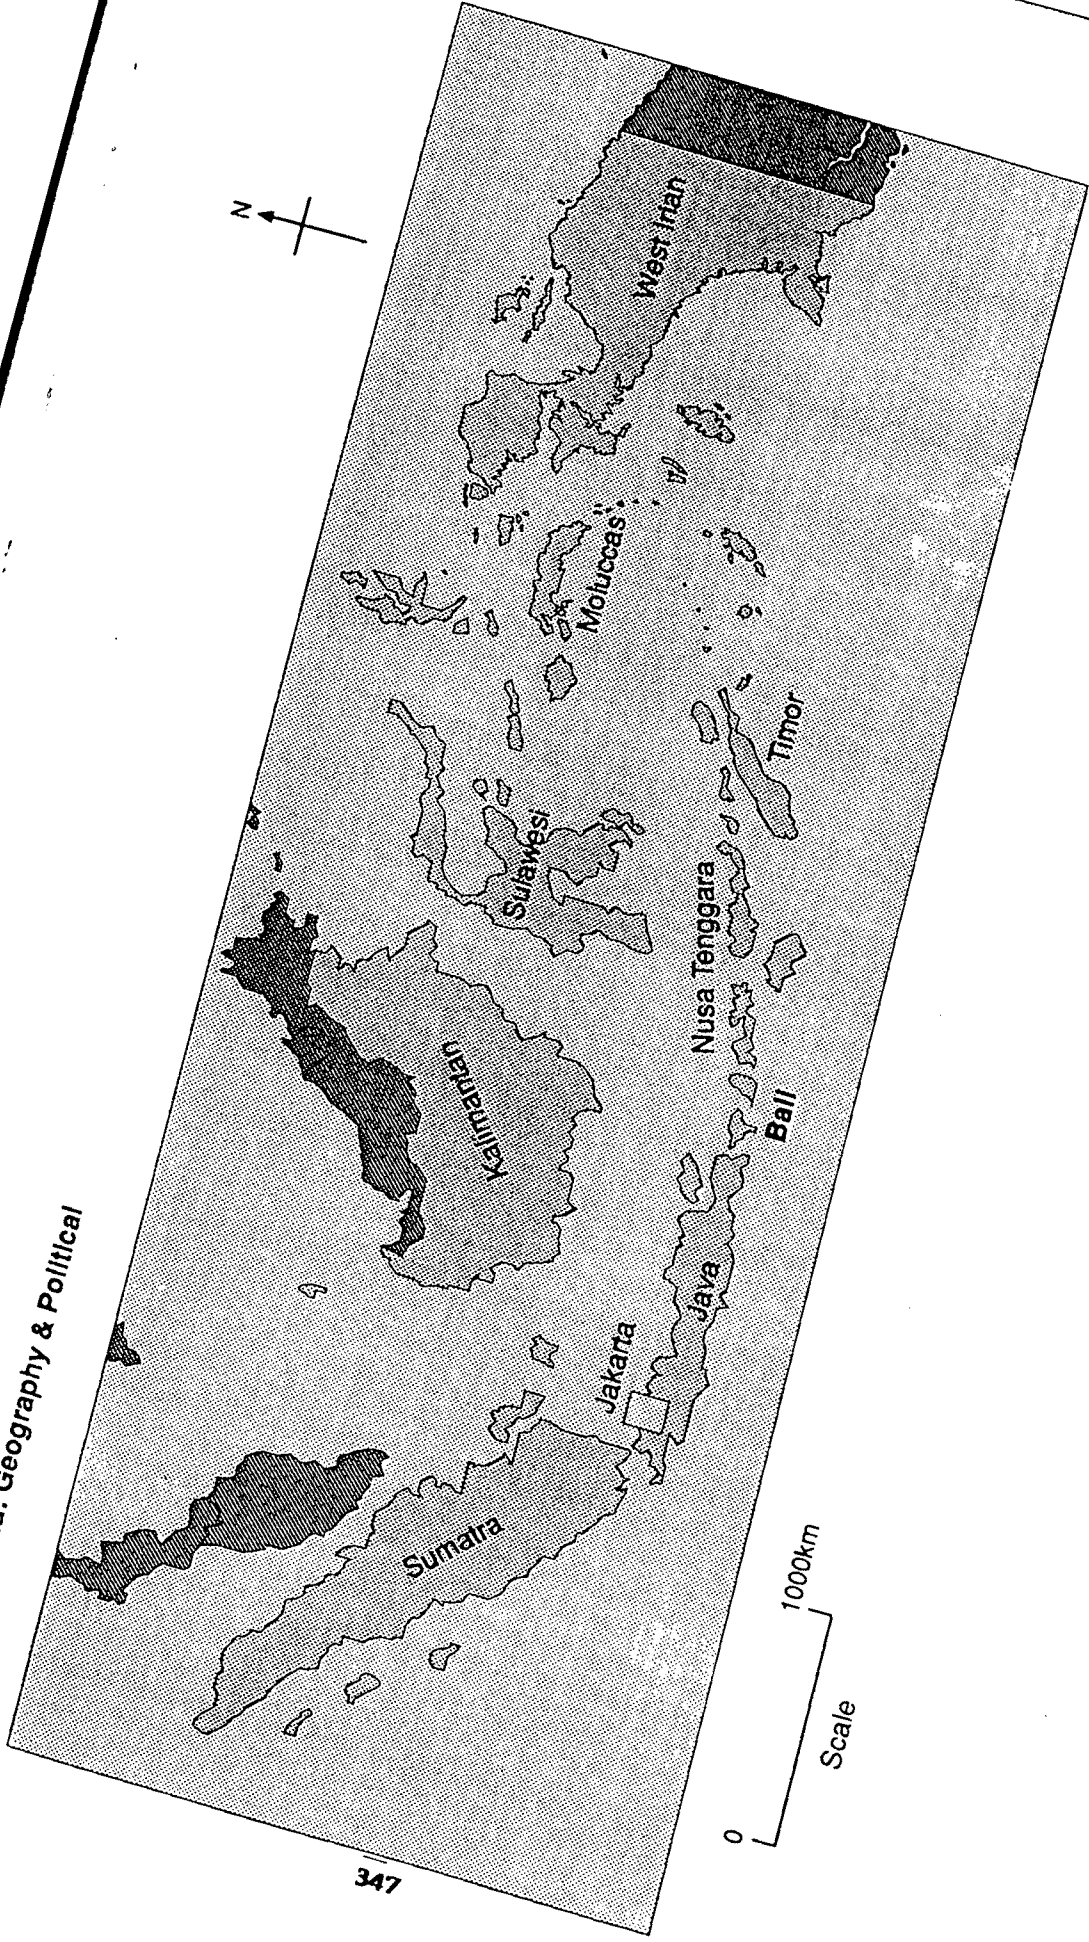 Geography & Political
N
West Irian
Moluccas
Sulawesi
Timor
Nusa Tenggara
Kalimantan
Bali
Java
Jakarta
Sumatra
0
1000km
Scale
347